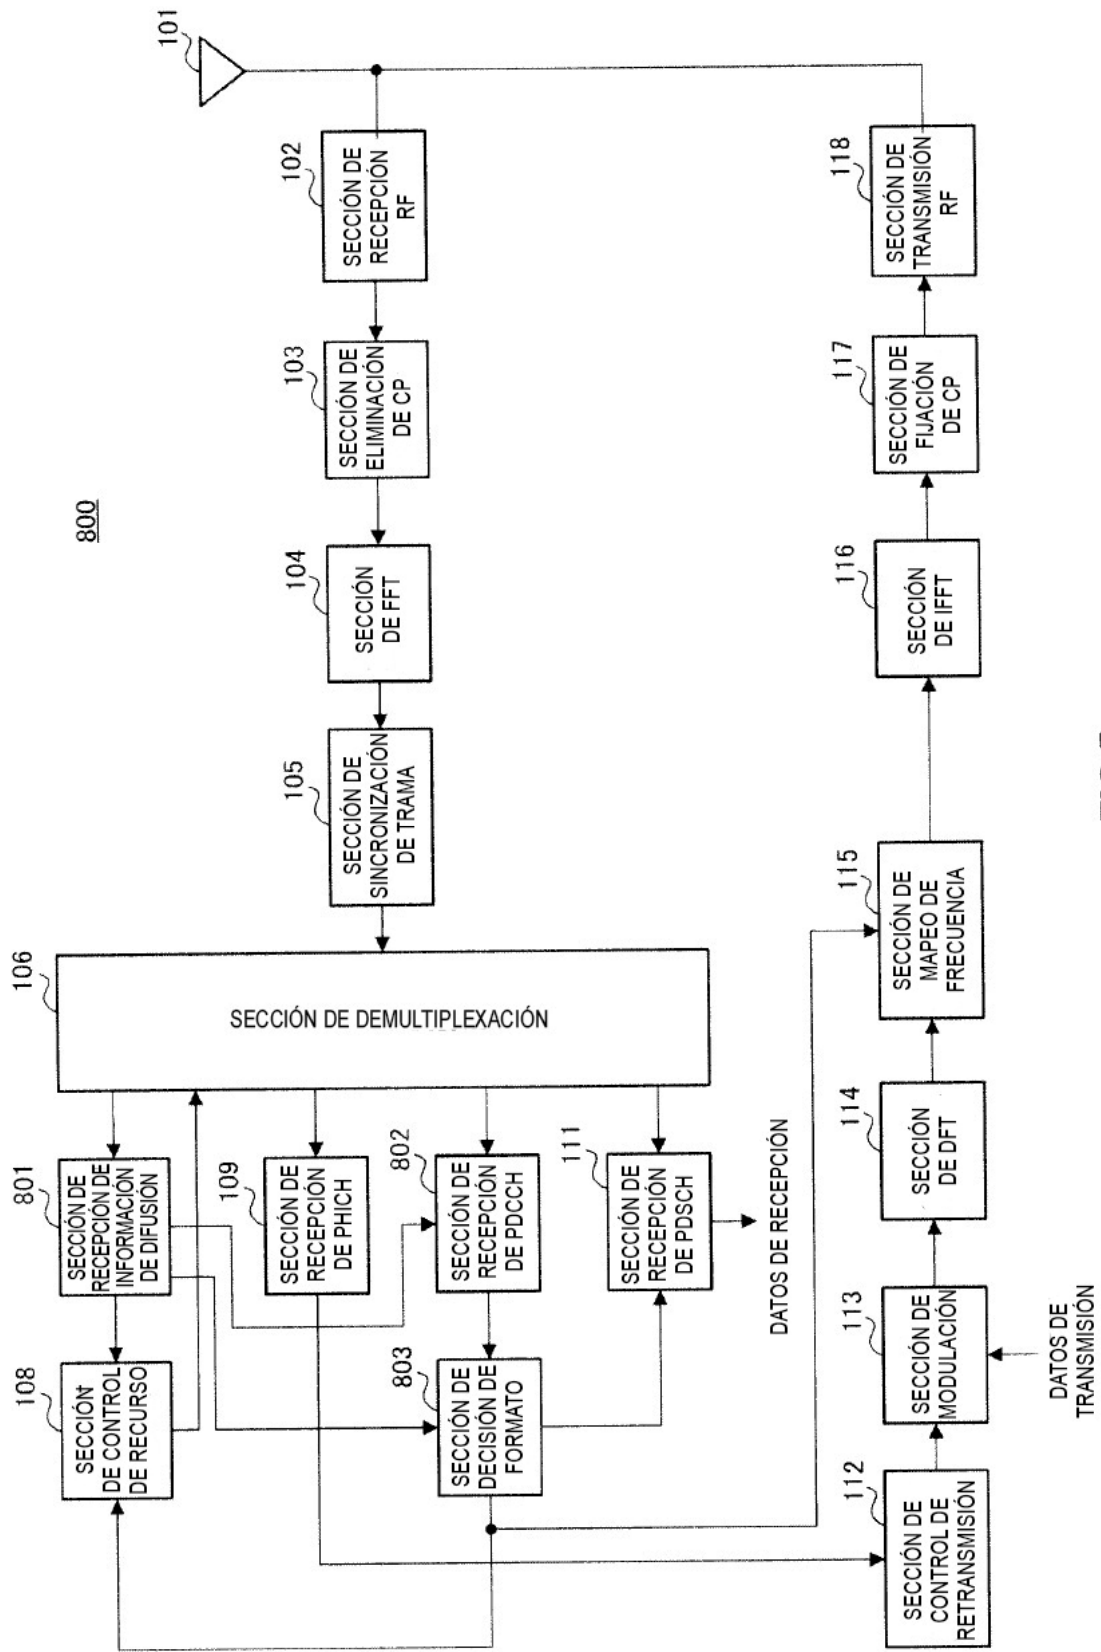 800
101
102
SECCIÓN DE
RECEPCIÓN
RF
103
SECCIÓN DE
ELIMINACIÓN
DE CP
104
SECCIÓN
DE FFT
105
SECCIÓN DE
SINCRONIZACIÓN
DE TRAMA
106
SECCIÓN DE DEMULTIPLEXACIÓN
801
SECCIÓN DE
RECEPCIÓN DE
INFORMACIÓN
DE DIFUSIÓN
108
SECCIÓN
DE CONTROL
DE RECURSO
109
SECCIÓN DE
RECEPCIÓN
DE PHICH
802
SECCIÓN DE
RECEPCIÓN
DE PDCCH
803
SECCIÓN DE
DECISIÓN DE
FORMATO
111
SECCIÓN DE
RECEPCIÓN
DE PDSCH
DATOS DE RECEPCIÓN
112
SECCIÓN DE
CONTROL DE
RETRANSMISIÓN
113
SECCIÓN DE
MODULACIÓN
DATOS DE
TRANSMISIÓN
114
SECCIÓN
DE DFT
115
SECCIÓN DE
MAPEO DE
FRECUENCIA
116
SECCIÓN
DE IFFT
117
SECCIÓN DE
FIJACIÓN
DE CP
118
SECCIÓN DE
TRANSMISIÓN
RF